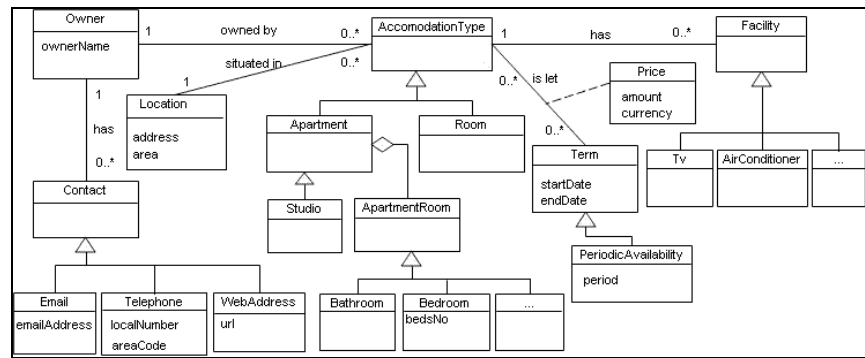 Owner
ownerName
1
owned by
0..*
AccomodationType
1
has
0..*
Facility
situated in
0..*
1
Location
address
area
1
has
0..*
0..*
is let
0..*
Price
amount
currency
Apartment
Room
Term
startDate
endDate
Tv
AirConditioner
...
Contact
Studio
ApartmentRoom
PeriodicAvailability
period
Email
emailAddress
Telephone
localNumber
areaCode
WebAddress
url
Bathroom
Bedroom
bedsNo
...